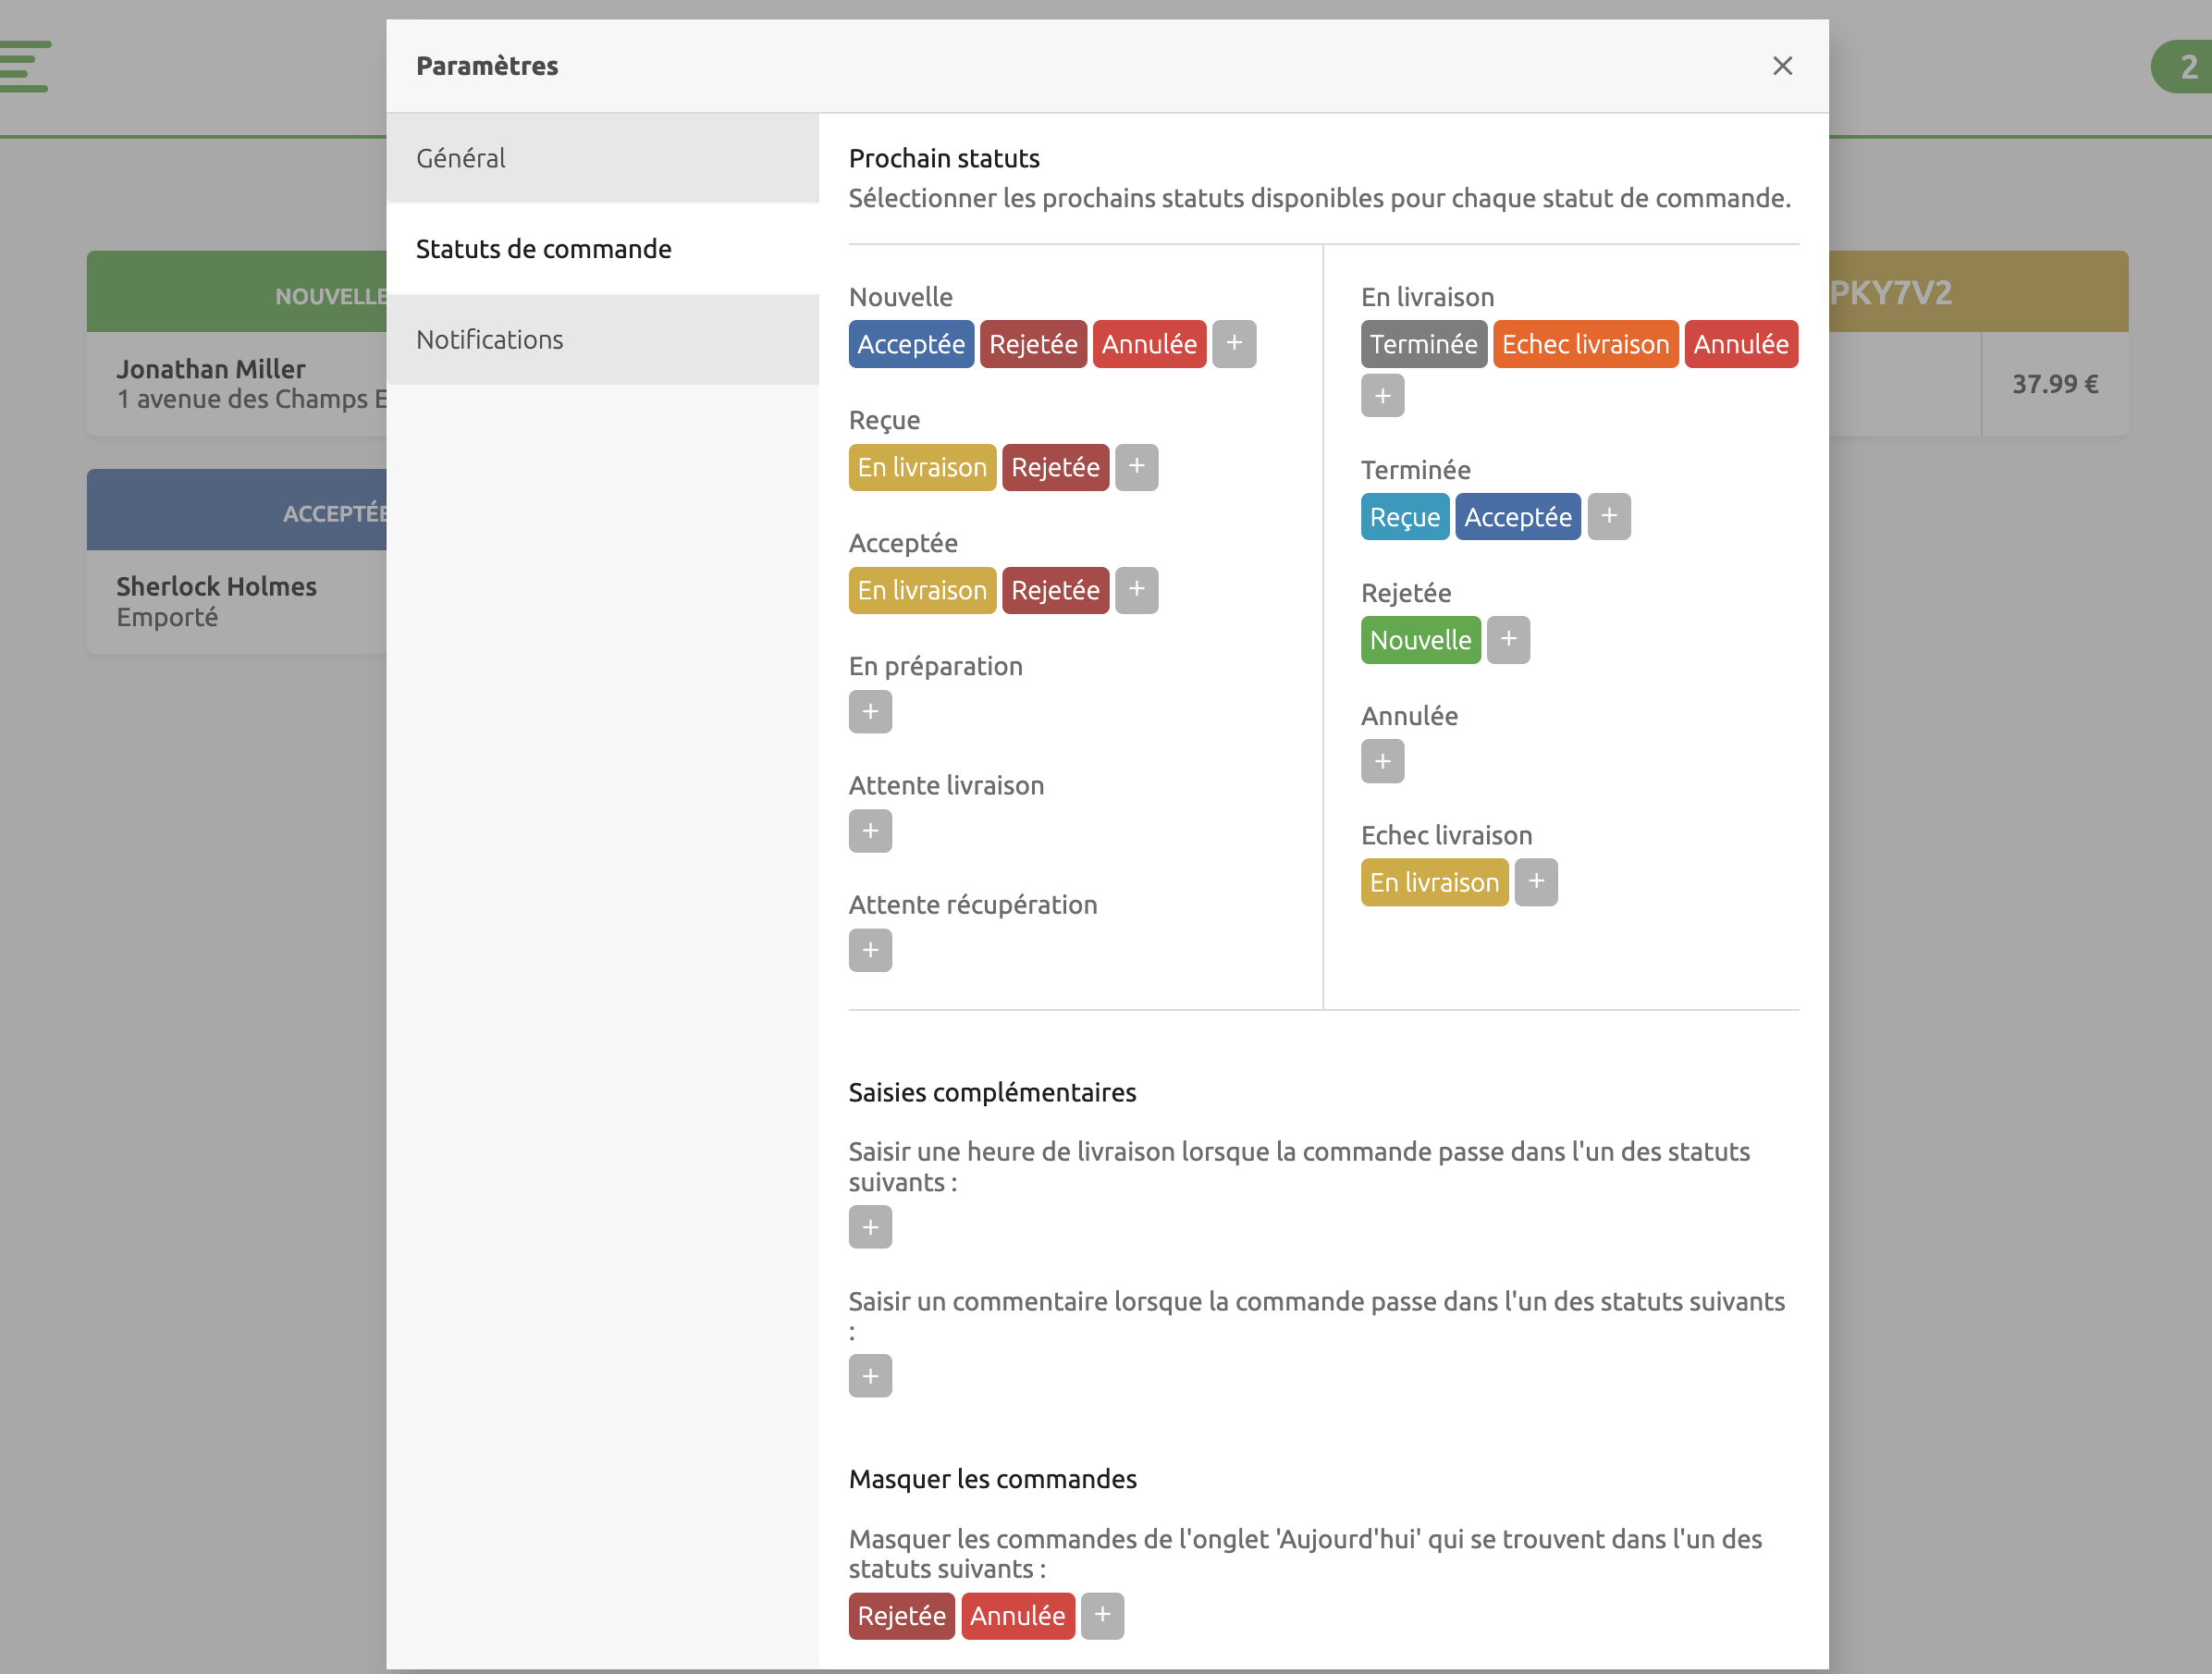 Paramètres
2
Général
Statuts de commande
Notifications
Prochain statuts
Sélectionner les prochains statuts disponibles pour chaque statut de commande.
Nouvelle
Acceptée Rejetée Annulée +
Reçue
En livraison Rejetée +
Acceptée
En livraison Rejetée +
En préparation
+
Attente livraison
+
Attente récupération
+
En livraison
Terminée Echec livraison Annulée
+
Terminée
Reçue Acceptée +
Rejetée
Nouvelle +
Annulée
+
Echec livraison
En livraison +
Saisies complémentaires
Saisir une heure de livraison lorsque la commande passe dans l'un des statuts
suivants :
+
Saisir un commentaire lorsque la commande passe dans l'un des statuts suivants
:
+
Masquer les commandes
Masquer les commandes de l'onglet 'Aujourd'hui' qui se trouvent dans l'un des
statuts suivants :
Rejetée Annulée +
NOUVELLE
Jonathan Miller
1 avenue des Champs
ACCEPTÉE
Sherlock Holmes
Emporté
PKY7V2
37.99 €